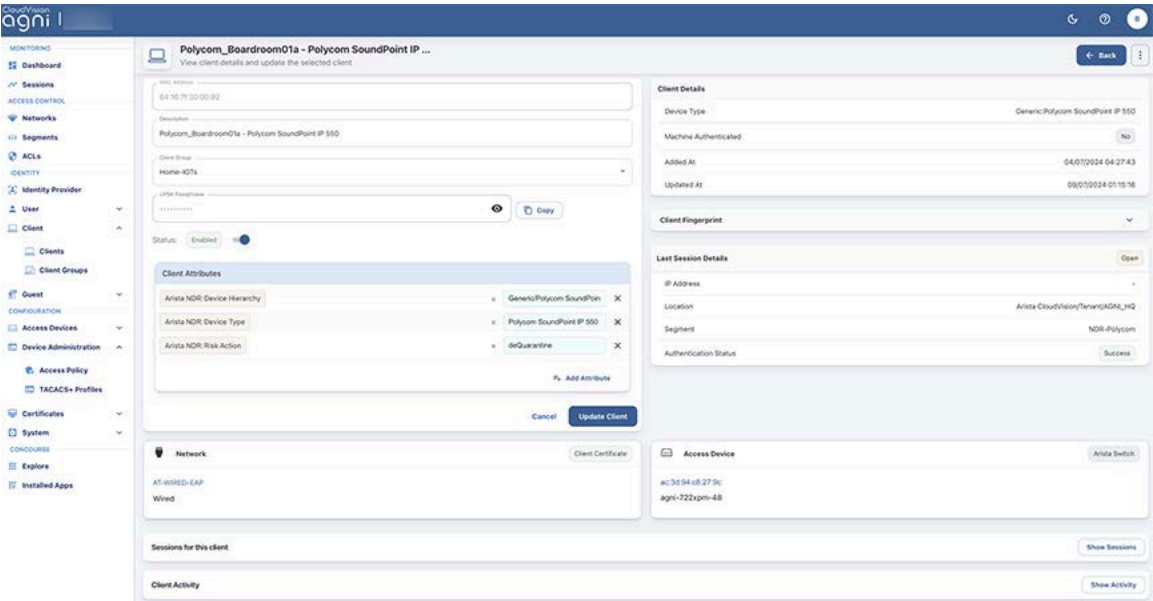 CloudVision
agni |
Polycom_Boardroom01a - Polycom SoundPoint IP ...
View client details and update the selected client
Back
MONITORING
Dashboard
Sessions
ACCESS CONTROL
Networks
Segments
ACLs
IDENTITY
Identity Provider
User
Client
Clients
Client Groups
Guest
CONFIGURATION
Access Devices
Device Administration
Access Policy
TACACS+ Profiles
Certificates
System
CONCOURSE
Explore
Installed Apps
MAC Address
64:16:7f:30:00:92
Description
Polycom_Boardroom01a - Polycom SoundPoint IP 550
Client Group
Home-IOTs
UPSK Passphrase
Copy
Status: Enabled
Client Attributes
Arista NDR: Device Hierarchy = Generic/Polycom SoundPoin
Arista NDR: Device Type = Polycom SoundPoint IP 550
Arista NDR: Risk Action = deQuarantine
Add Attribute
Cancel Update Client
Client Details
Device Type Generic:Polycom SoundPoint IP 550
Machine Authenticated No
Added At 04/07/2024 04:27:43
Updated At 09/07/2024 01:15:16
Client Fingerprint
Last Session Details Open
IP Address -
Location Arista CloudVision/Tenant/AGNI_HQ
Segment NDR-Polycom
Authentication Status Success
Network Client Certificate
AT-WIRED-EAP
Wired
Access Device Arista Switch
ac:3d:94:c8:27:9c
agni-722xpm-48
Sessions for this client Show Sessions
Client Activity Show Activity